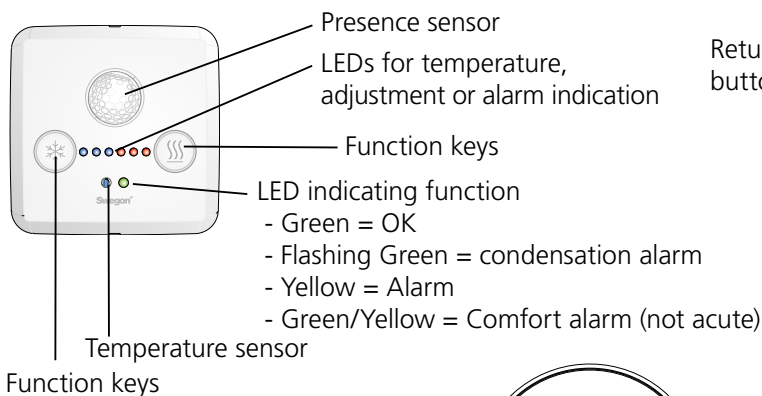 Presence sensor
LEDs for temperature,
adjustment or alarm indication
Function keys
LED indicating function
- Green = OK
- Flashing Green = condensation alarm
- Yellow = Alarm
- Green/Yellow = Comfort alarm (not acute)
Temperature sensor
Function keys
Swegon